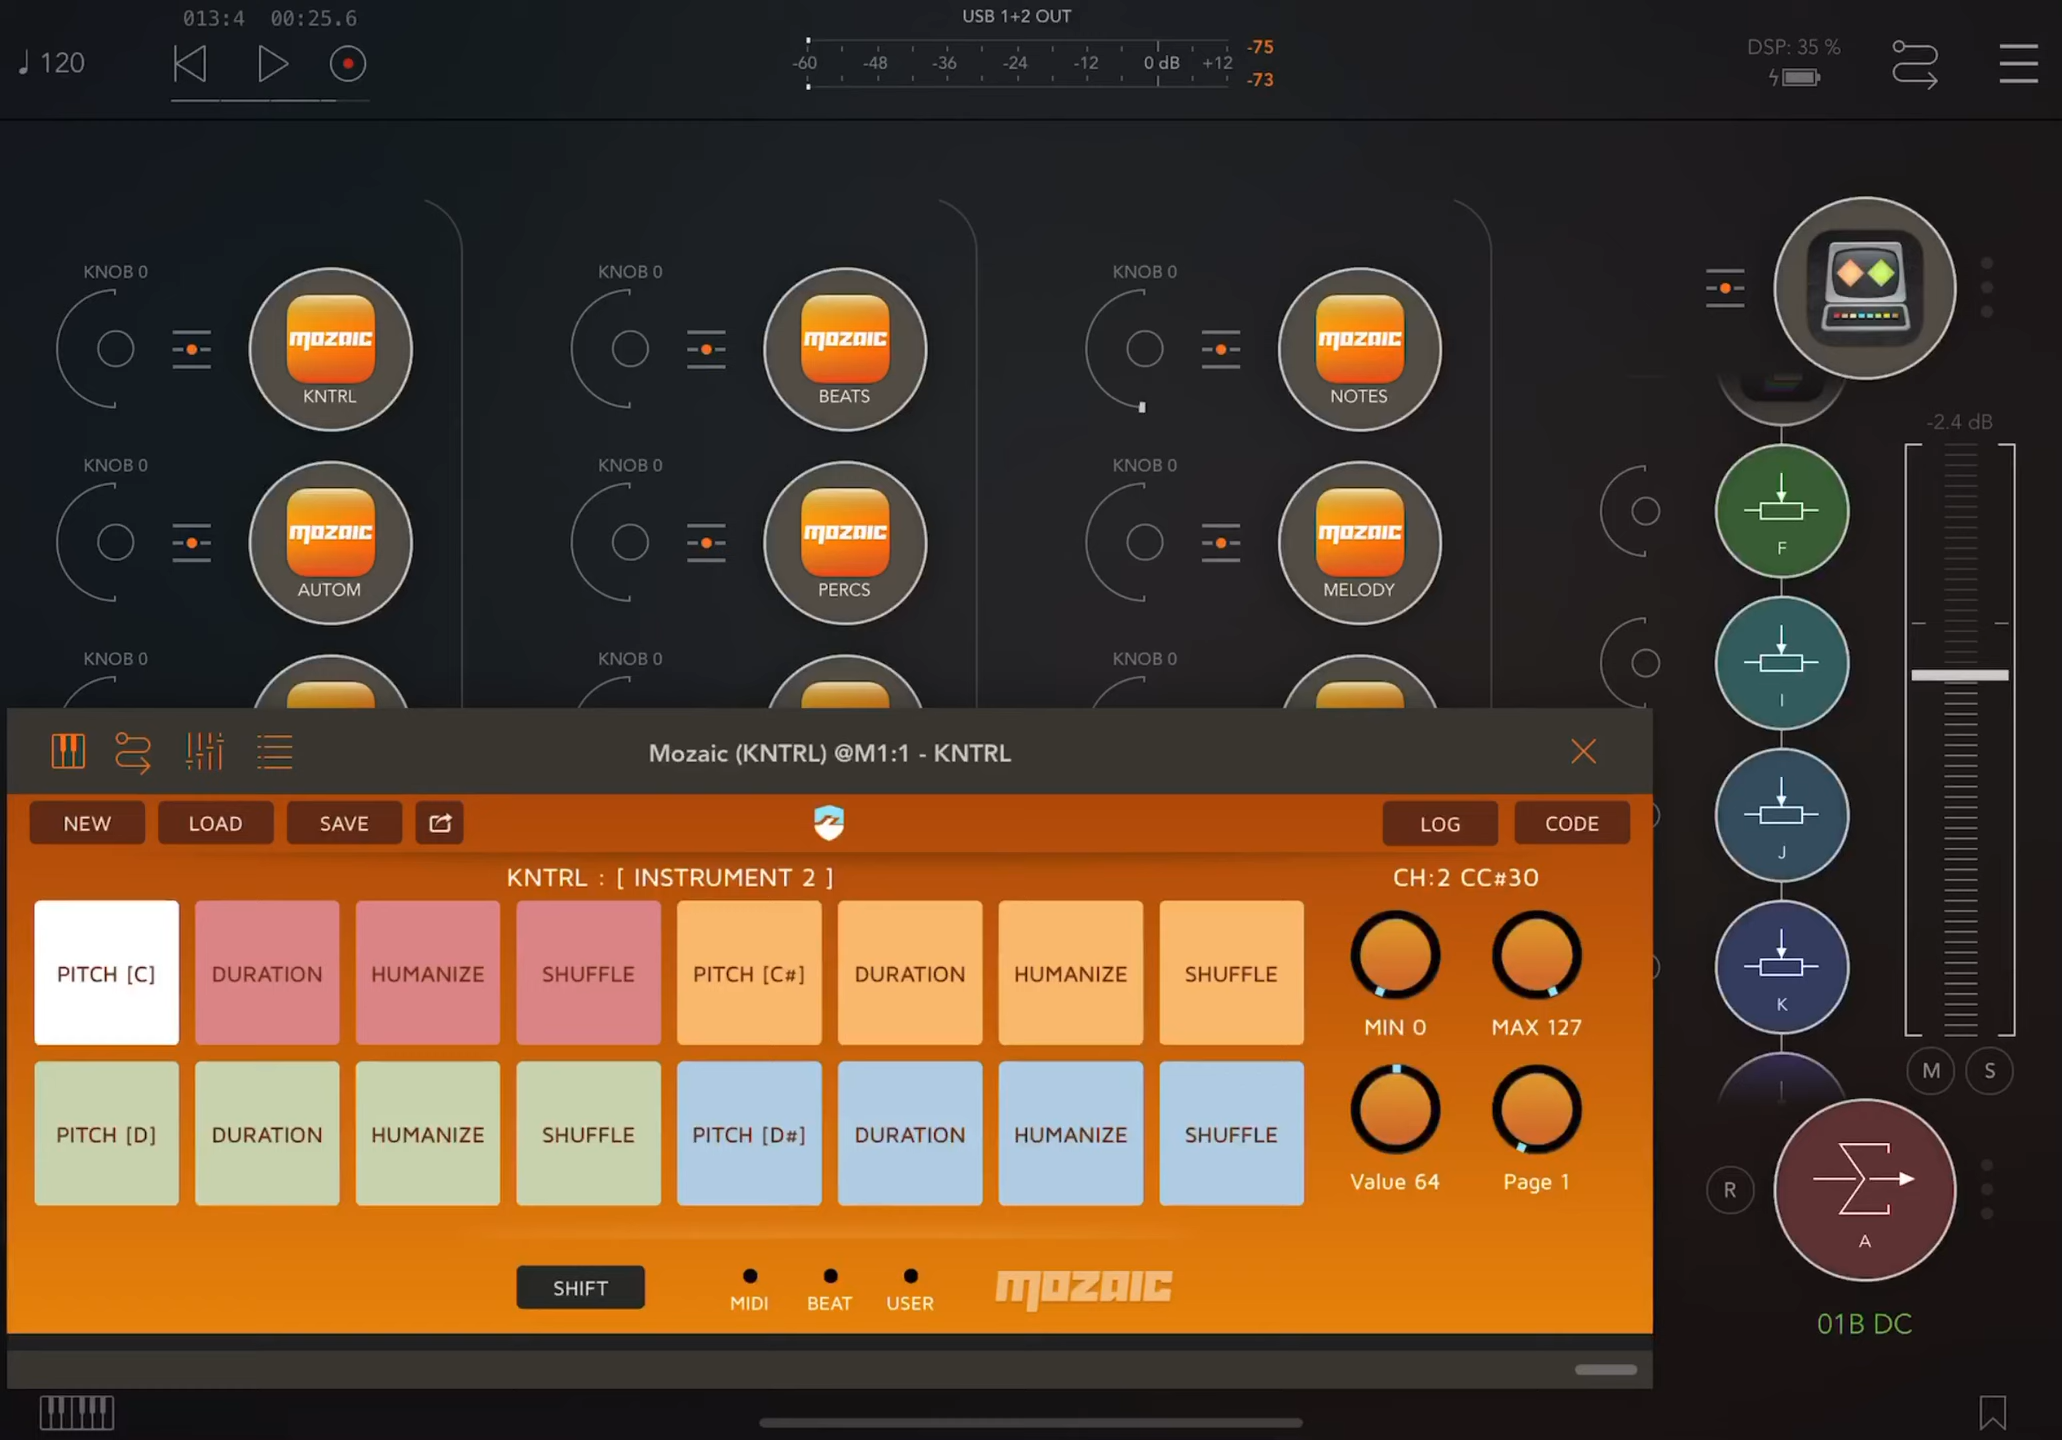 013:4 00:25.6
120
USB 1+2 OUT
-60 -48 -36 -24 -12 0 dB +12
-75
-73
DSP: 35 %
KNOB 0
MOZAIC
KNTRL
KNOB 0
MOZAIC
BEATS
KNOB 0
MOZAIC
NOTES
KNOB 0
MOZAIC
AUTOM
KNOB 0
MOZAIC
PERCS
KNOB 0
MOZAIC
MELODY
KNOB 0
KNOB 0
KNOB 0
-2.4 dB
F
I
J
K
M S
R
A
01B DC
Mozaic (KNTRL) @M1:1 - KNTRL
NEW LOAD SAVE LOG CODE
KNTRL : [ INSTRUMENT 2 ]
CH:2 CC#30
PITCH [C] DURATION HUMANIZE SHUFFLE PITCH [C#] DURATION HUMANIZE SHUFFLE
MIN 0 MAX 127
PITCH [D] DURATION HUMANIZE SHUFFLE PITCH [D#] DURATION HUMANIZE SHUFFLE
Value 64 Page 1
SHIFT
MIDI BEAT USER
MOZAIC